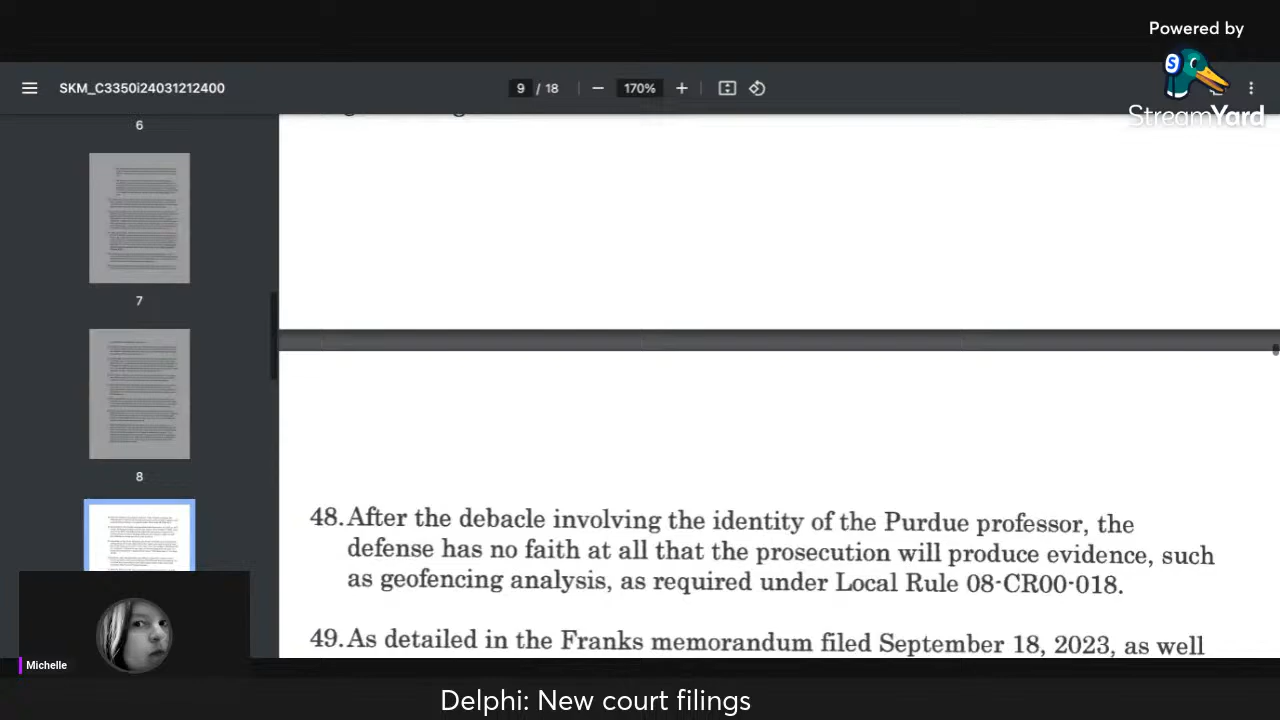 Powered by
StreamYard
SKM_C3350i24031212400
9 / 18
170%
6
7
8
48. After the debacle involving the identity of the Purdue professor, the
defense has no faith at all that the prosecution will produce evidence, such
as geofencing analysis, as required under Local Rule 08-CR00-018.
49. As detailed in the Franks memorandum filed September 18, 2023, as well
Michelle
Delphi: New court filings